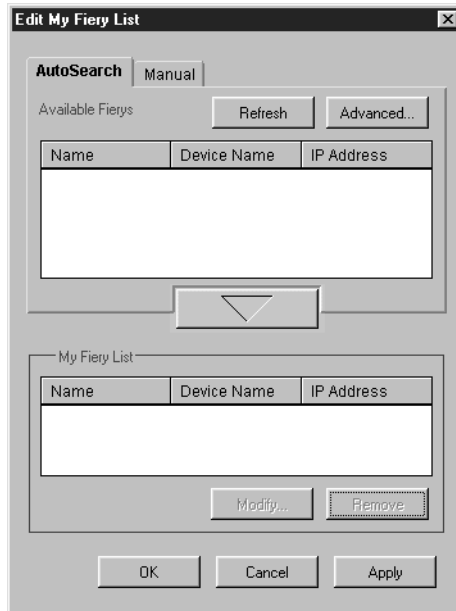 Edit My Fiery List
AutoSearch Manual
Available Fierys Refresh Advanced...
Name Device Name IP Address
My Fiery List
Name Device Name IP Address
Modify... Remove
OK Cancel Apply